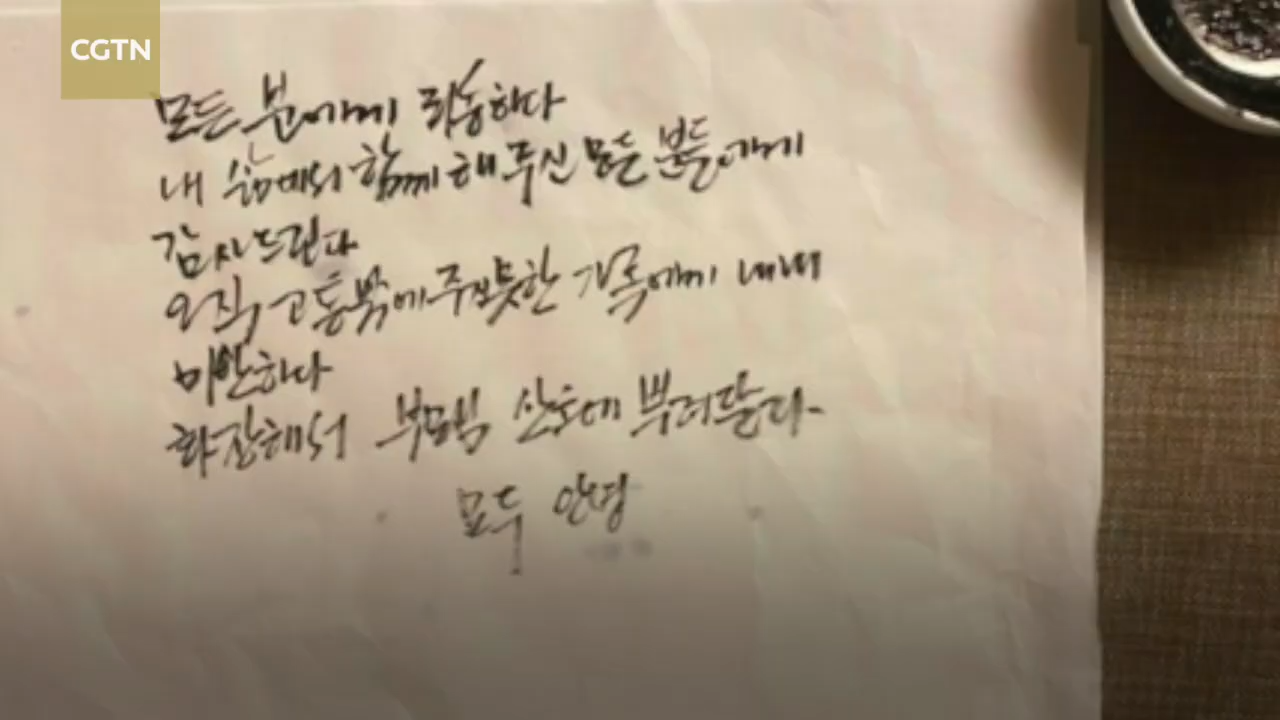 CGTN
모든 분에게 죄송하다
내 삶에서 함께해 주신 모든 분들에게
감사드린다
오직 고통밖에 주지 못한 가족에게 내내
미안하다
화장해서 부모님 산소에 뿌려달라.
모두 안녕